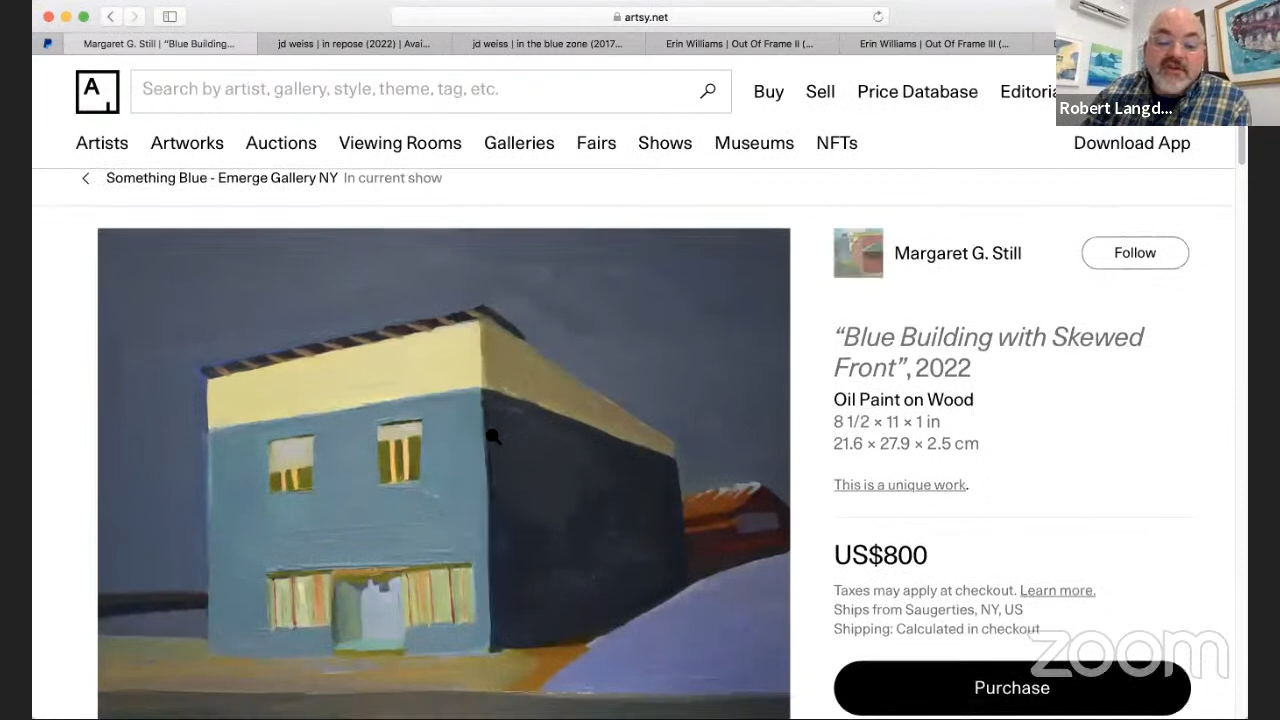 artsy.net
Margaret G. Still | "Blue Building...
jd weiss | in repose (2022) | Avai...
jd weiss | in the blue zone (2017...
Erin Williams | Out Of Frame II (...
Erin Williams | Out Of Frame III (...
Robert Langd...
A
Search by artist, gallery, style, theme, tag, etc.
Buy
Sell
Price Database
Editoria
Artists
Artworks
Auctions
Viewing Rooms
Galleries
Fairs
Shows
Museums
NFTs
Download App
Something Blue - Emerge Gallery NY In current show
Margaret G. Still
Follow
“Blue Building with Skewed
Front”, 2022
Oil Paint on Wood
8 1/2 × 11 × 1 in
21.6 × 27.9 × 2.5 cm
This is a unique work.
US$800
Taxes may apply at checkout. Learn more.
Ships from Saugerties, NY, US
Shipping: Calculated in checkout
zoom
Purchase